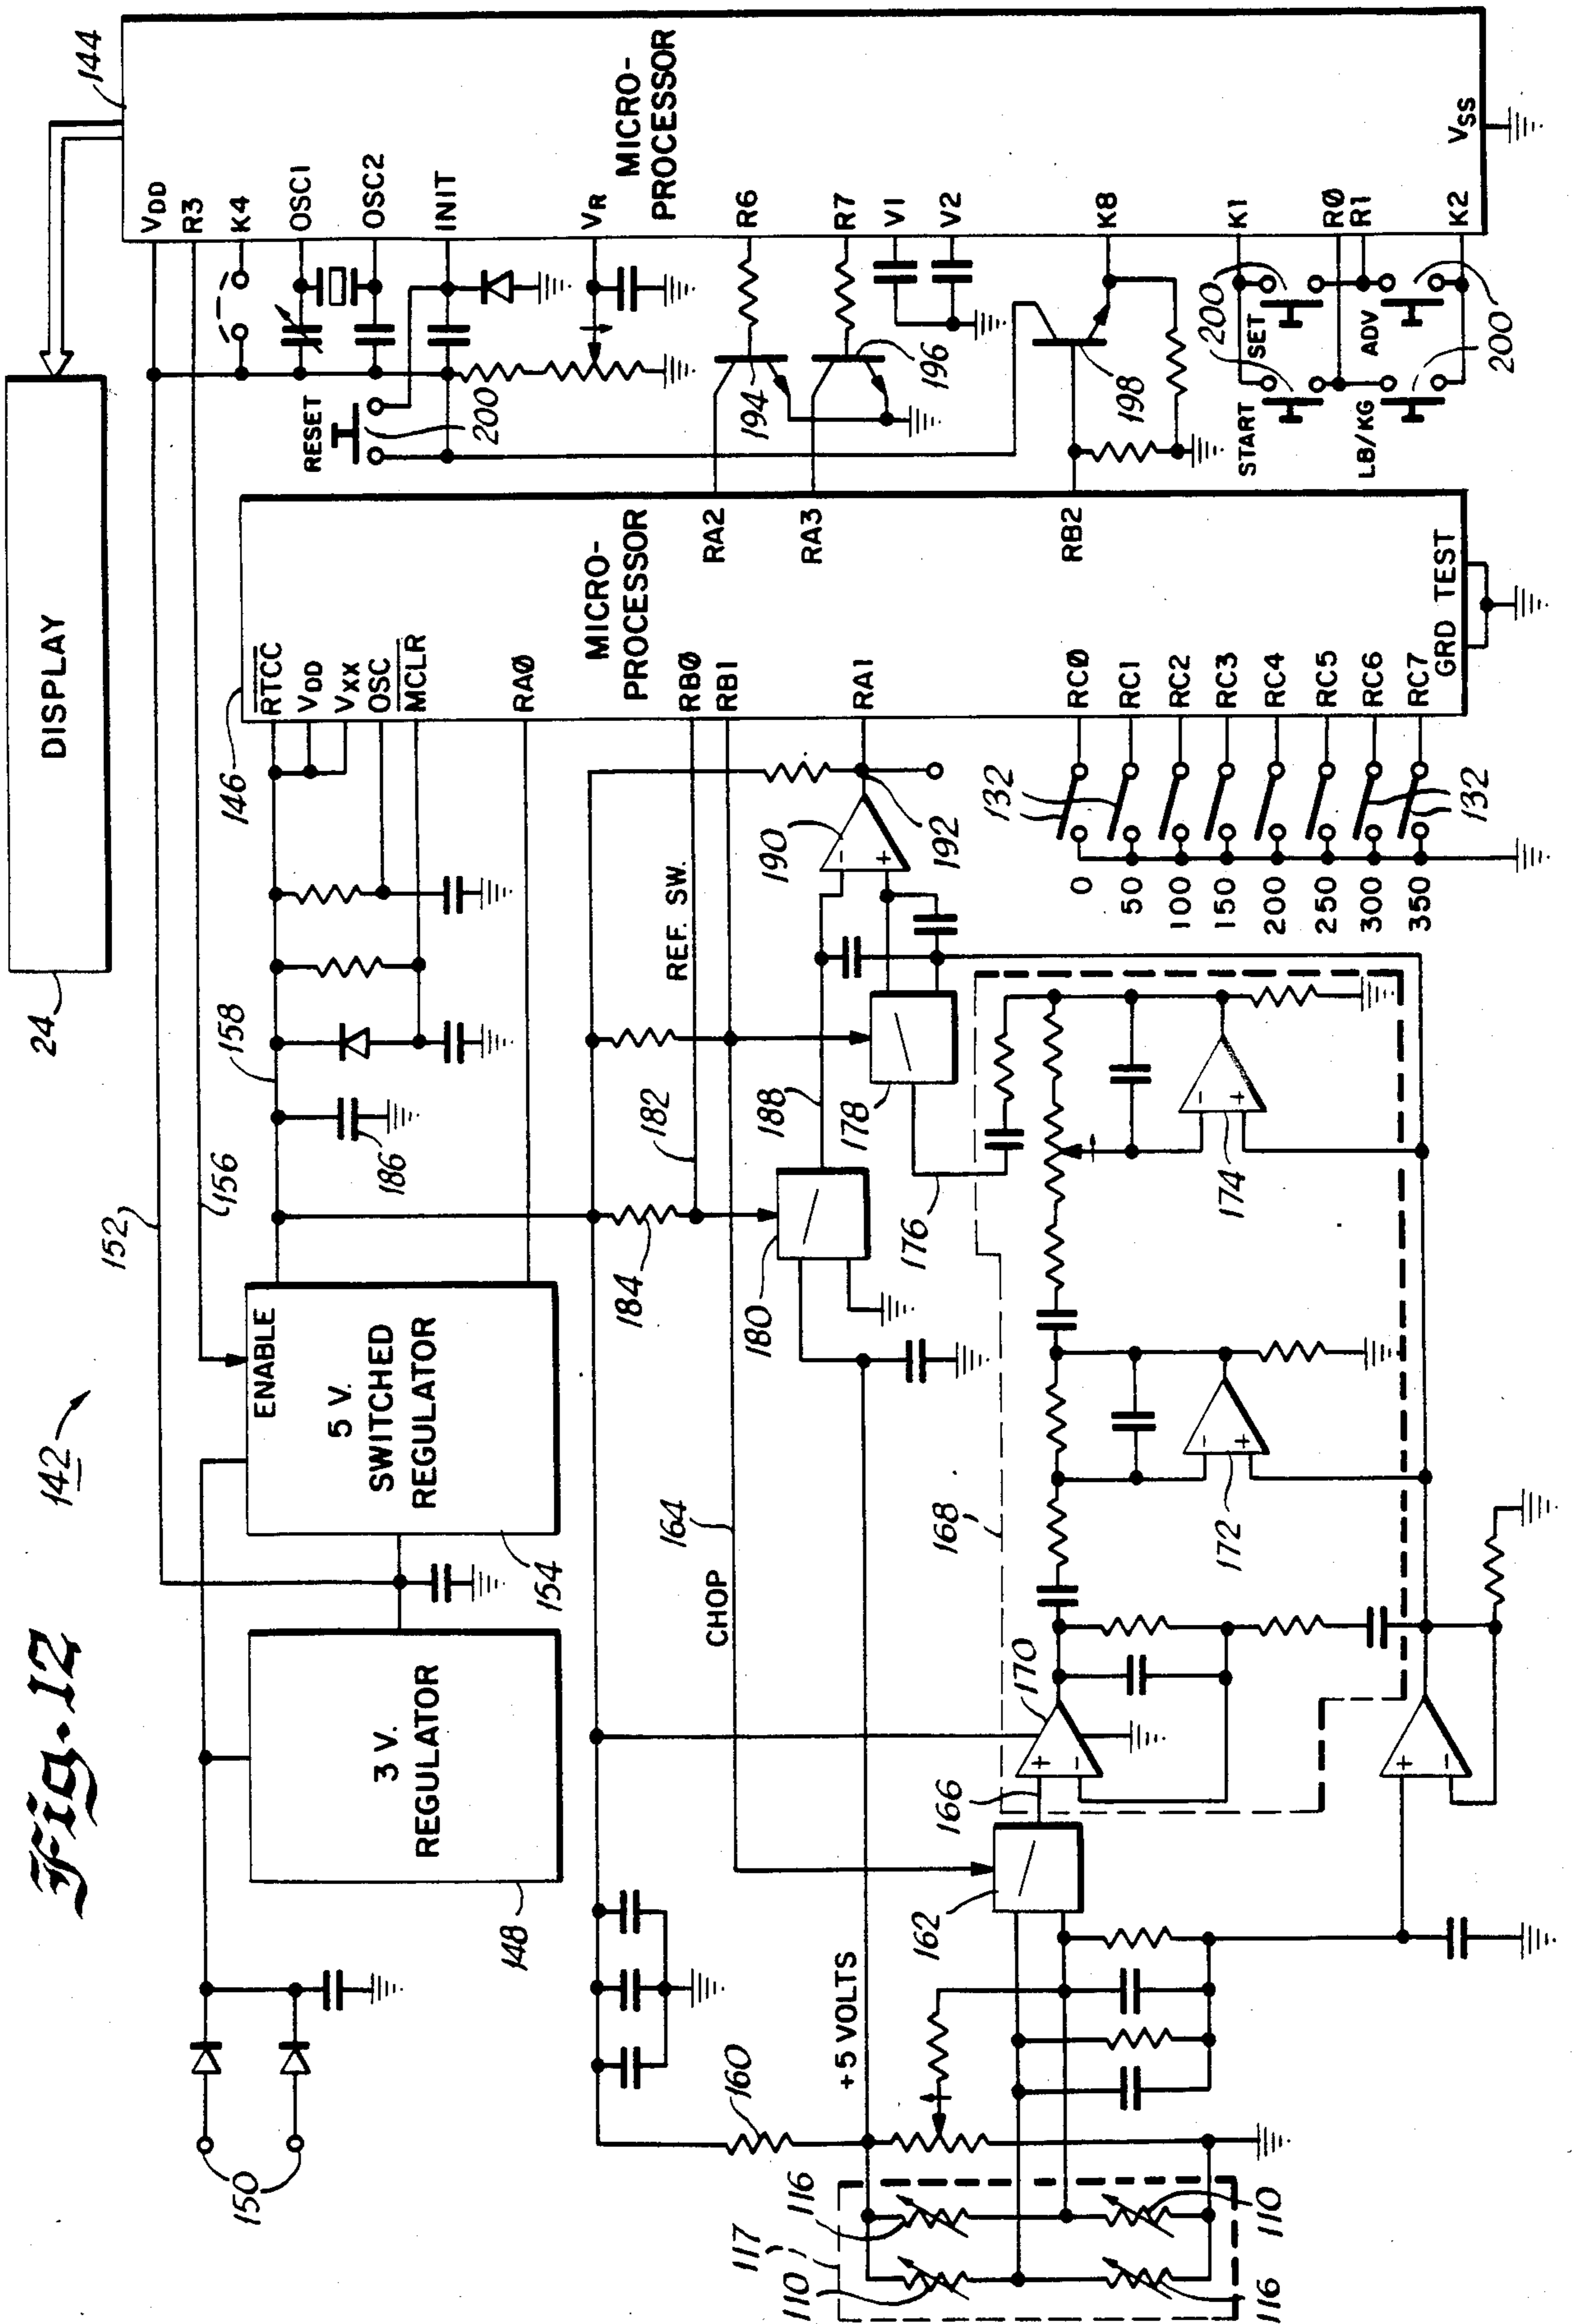 Fig. 12
142
24
DISPLAY
144
MICRO-
PROCESSOR
VDD
R3
K4
OSC1
OSC2
INIT
VR
R6
R7
V1
V2
K8
K1
RØ
R1
K2
VSS
RESET
200
194
196
198
START
SET
200
LB/KG
ADV
200
146
MICRO-
PROCESSOR
RTCC
VDD
VXX
OSC
MCLR
RAØ
RBØ
RB1
RA1
RA2
RA3
RB2
RCØ
RC1
RC2
RC3
RC4
RC5
RC6
RC7
GRD TEST
132
132
0
50
100
150
200
250
300
350
152
156
158
186
ENABLE
5 V.
SWITCHED
REGULATOR
154
3 V.
REGULATOR
148
150
REF. SW.
182
184
188
190
192
180
178
176
CHOP
164
168
170
172
174
166
162
+5 VOLTS
160
116
117
110
110
116